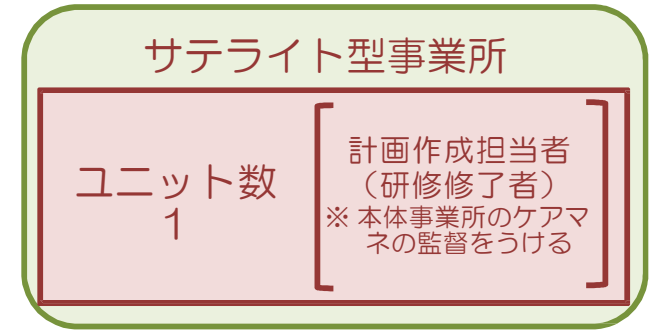 サテライト型事業所
ユニット数
1
計画作成担当者
（研修修了者）
※ 本体事業所のケアマ
ネの監督をうける